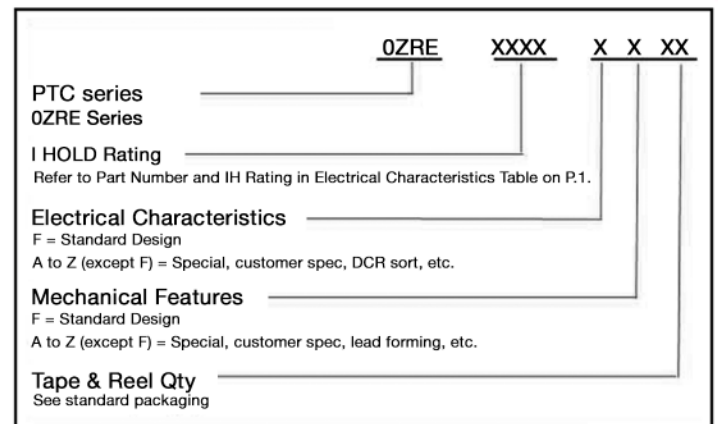 0ZRE XXXX X X XX
PTC series
0ZRE Series
I HOLD Rating
Refer to Part Number and IH Rating in Electrical Characteristics Table on P.1.
Electrical Characteristics
F = Standard Design
A to Z (except F) = Special, customer spec, DCR sort, etc.
Mechanical Features
F = Standard Design
A to Z (except F) = Special, customer spec, lead forming, etc.
Tape & Reel Qty
See standard packaging